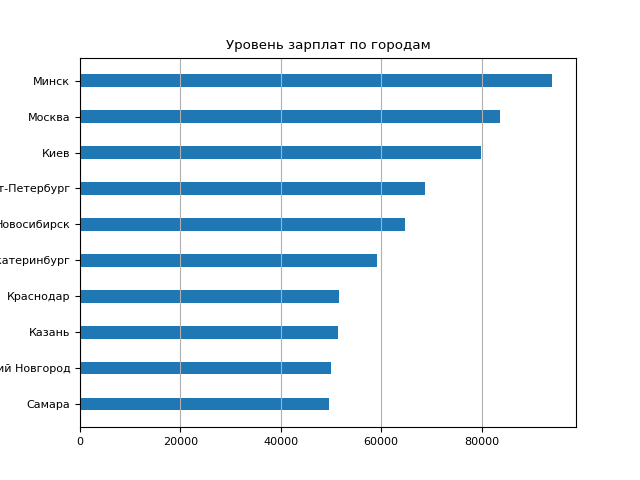 Уровень зарплат по городам
Минск
Москва
Киев
т-Петербург
Новосибирск
катеринбург
Краснодар
Казань
ий Новгород
Самара
0 20000 40000 60000 80000